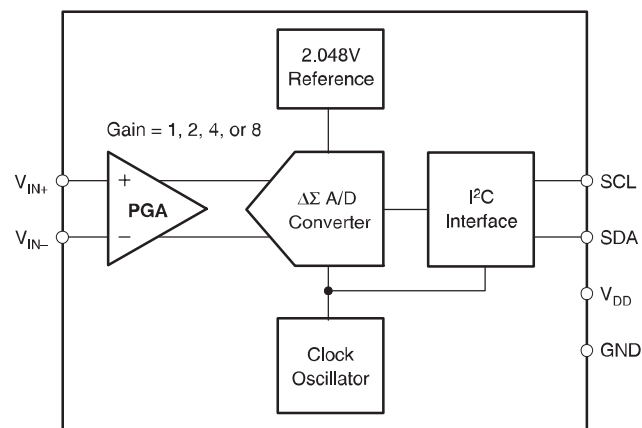 2.048V
Reference
Gain = 1, 2, 4, or 8
V_IN+
+
PGA
V_IN–
–
ΔΣ A/D
Converter
I²C
Interface
SCL
SDA
V_DD
GND
Clock
Oscillator